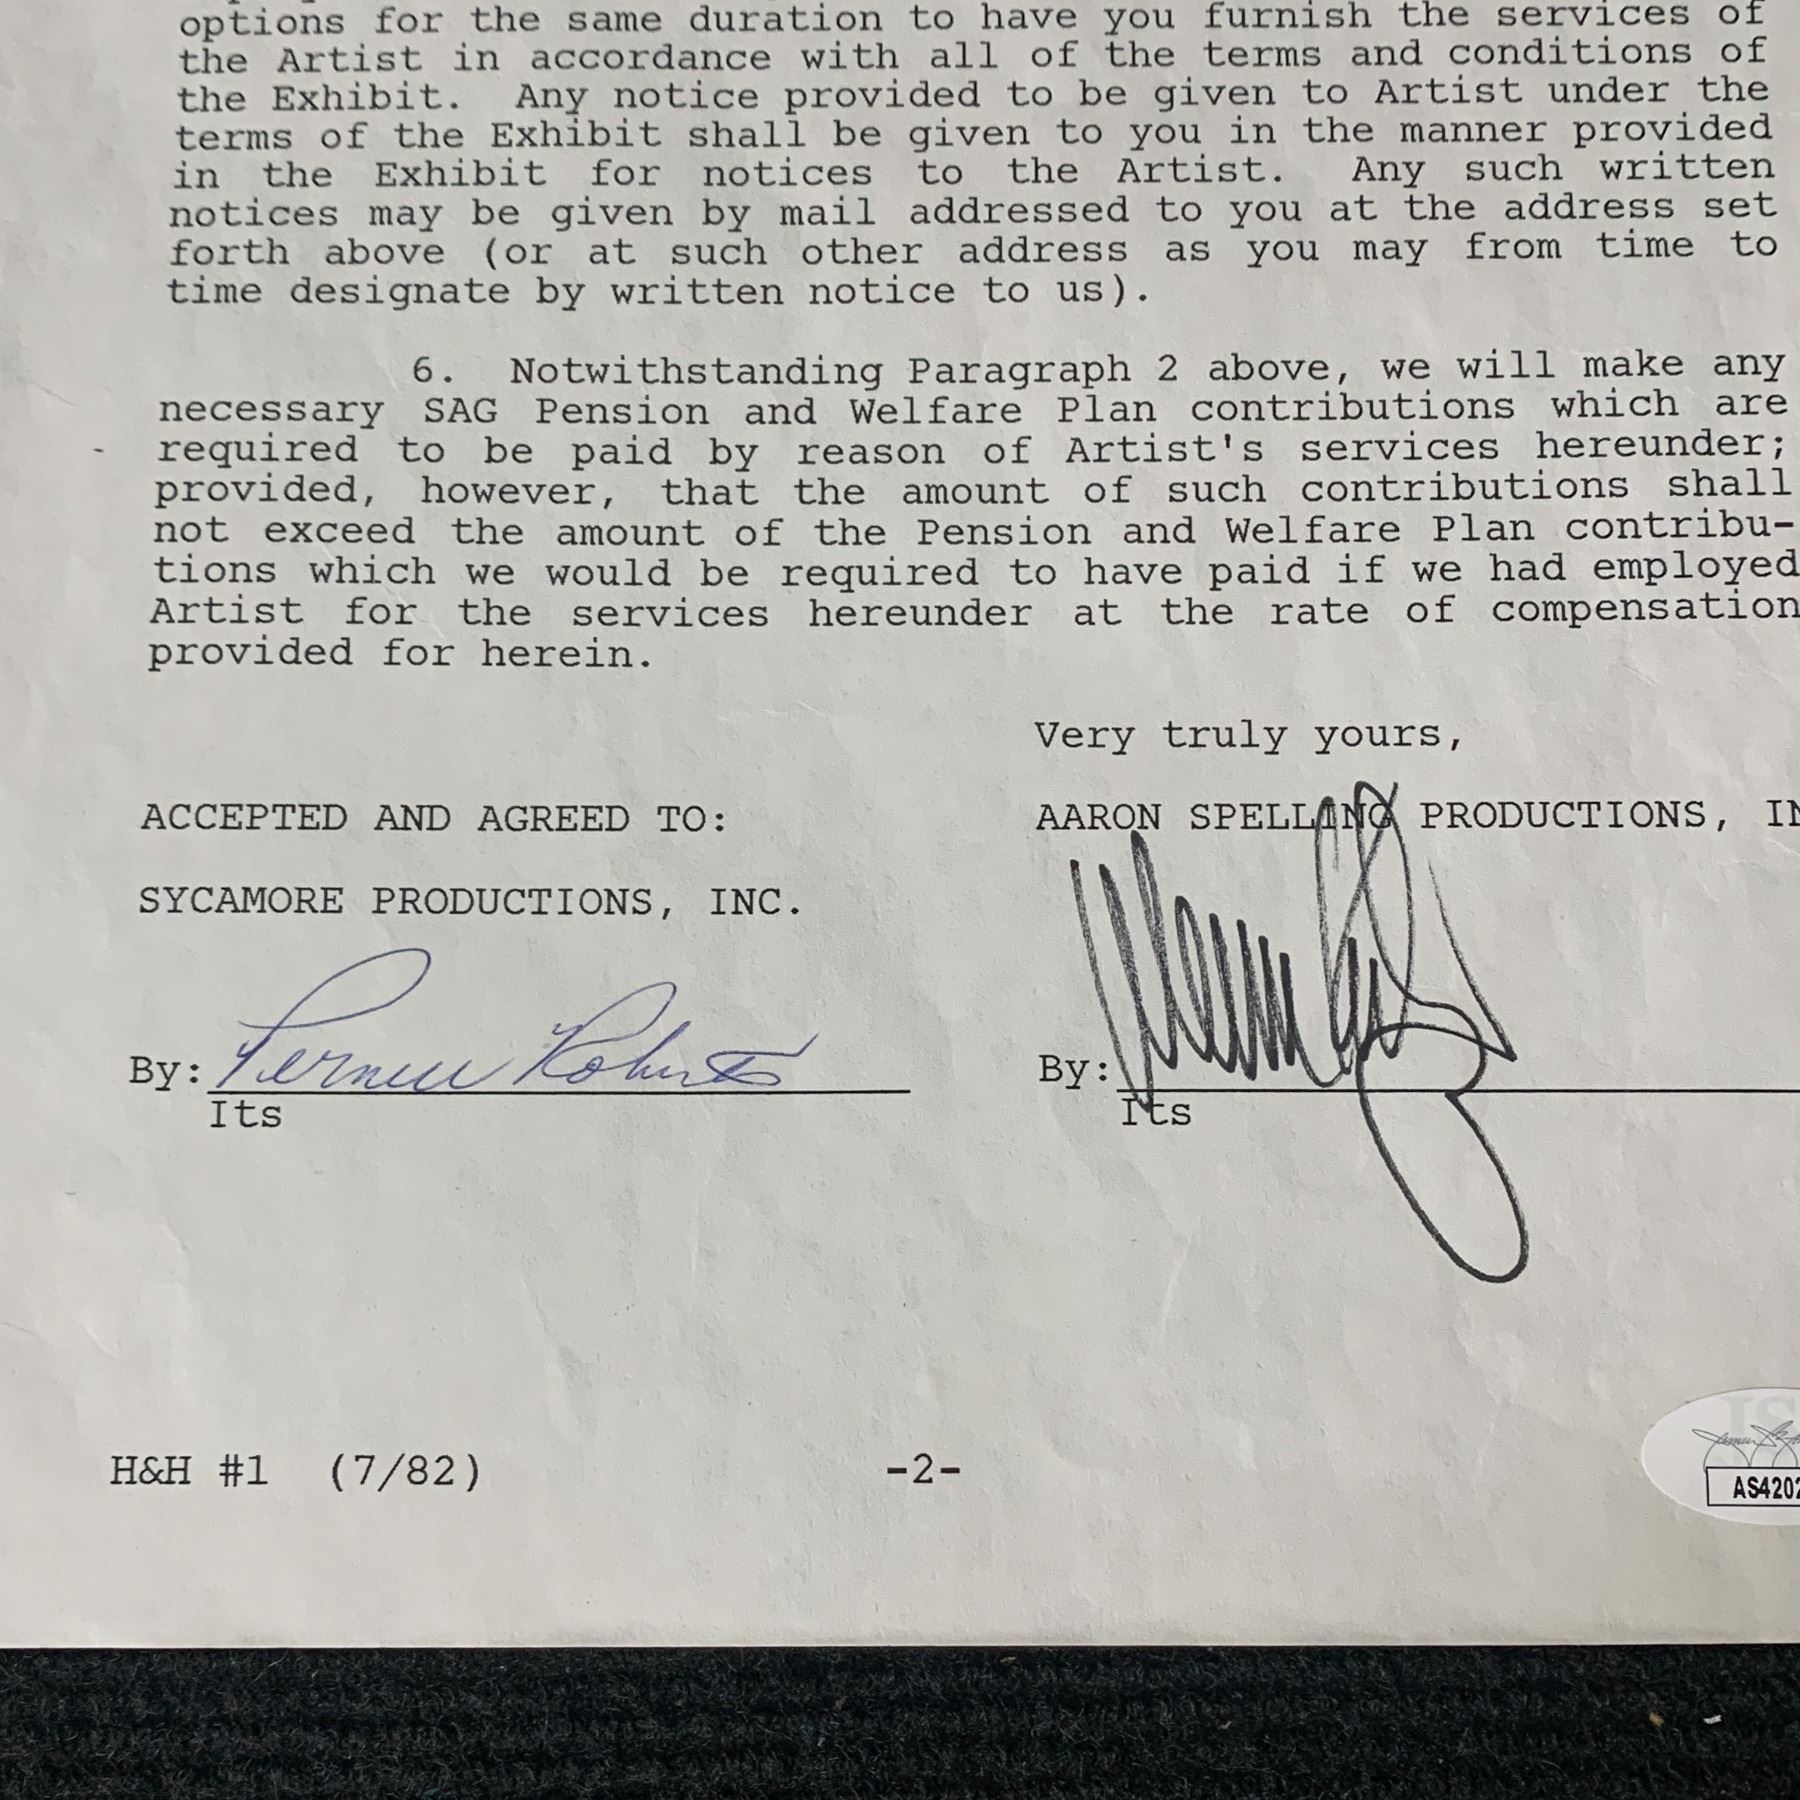 options for the same duration to have you furnish the services of
the Artist in accordance with all of the terms and conditions of
the Exhibit. Any notice provided to be given to Artist under the
terms of the Exhibit shall be given to you in the manner provided
in the Exhibit for notices to the Artist. Any such written
notices may be given by mail addressed to you at the address set
forth above (or at such other address as you may from time to
time designate by written notice to us).
6. Notwithstanding Paragraph 2 above, we will make any
necessary SAG Pension and Welfare Plan contributions which are
required to be paid by reason of Artist's services hereunder;
provided, however, that the amount of such contributions shall
not exceed the amount of the Pension and Welfare Plan contribu-
tions which we would be required to have paid if we had employed
Artist for the services hereunder at the rate of compensation
provided for herein.
Very truly yours,
ACCEPTED AND AGREED TO:
AARON SPELLING PRODUCTIONS, IN
SYCAMORE PRODUCTIONS, INC.
By: Pernell Roberts
Its
By:
Its
H&H #1 (7/82)
-2-
AS4202